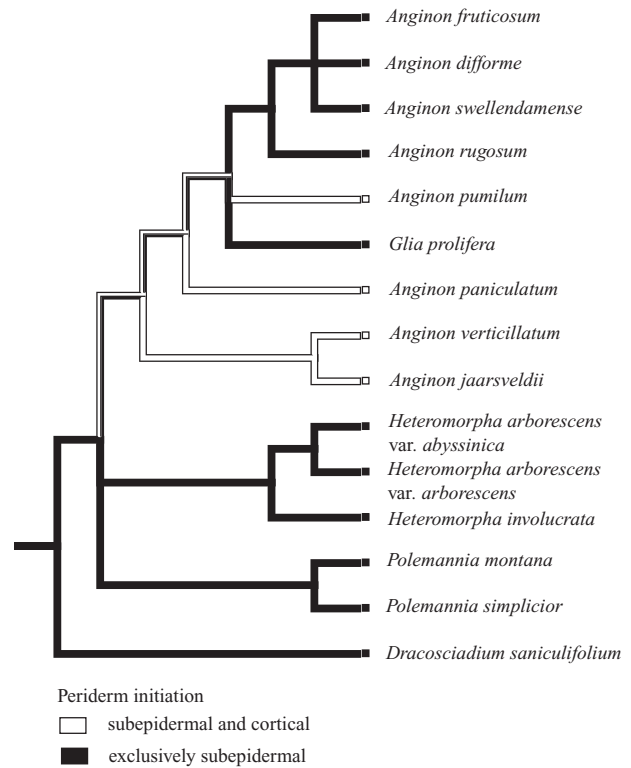 Anginon fruticosum
Anginon difforme
Anginon swellendamense
Anginon rugosum
Anginon pumilum
Glia prolifera
Anginon paniculatum
Anginon verticillatum
Anginon jaarsveldii
Heteromorpha arborescens
var. abyssinica
Heteromorpha arborescens
var. arborescens
Heteromorpha involucrata
Polemannia montana
Polemannia simplicior
Dracosciadium saniculifolium
Periderm initiation
subepidermal and cortical
exclusively subepidermal